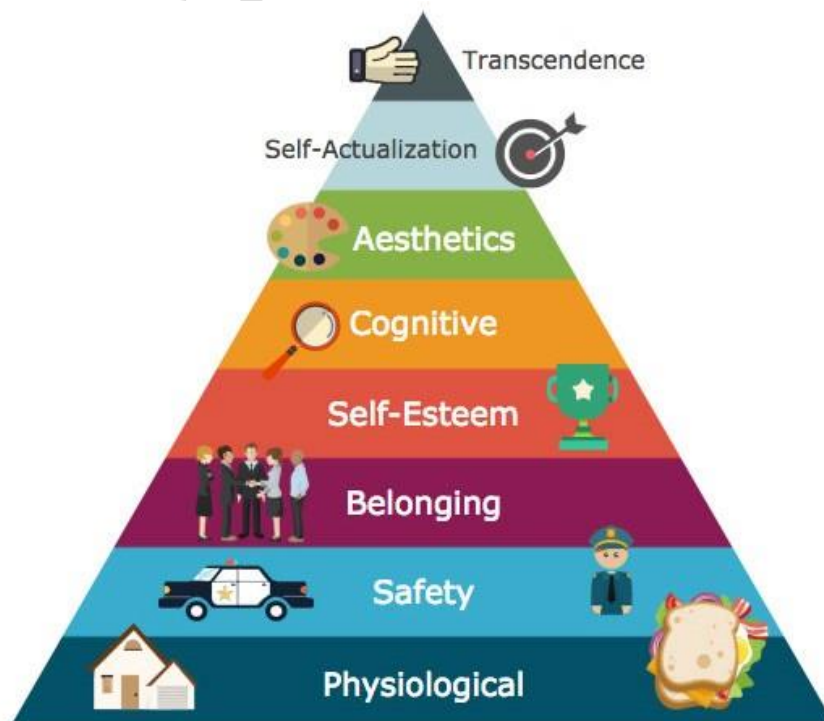 Transcendence
Self-Actualization
Aesthetics
Cognitive
Self-Esteem
Belonging
Safety
Physiological